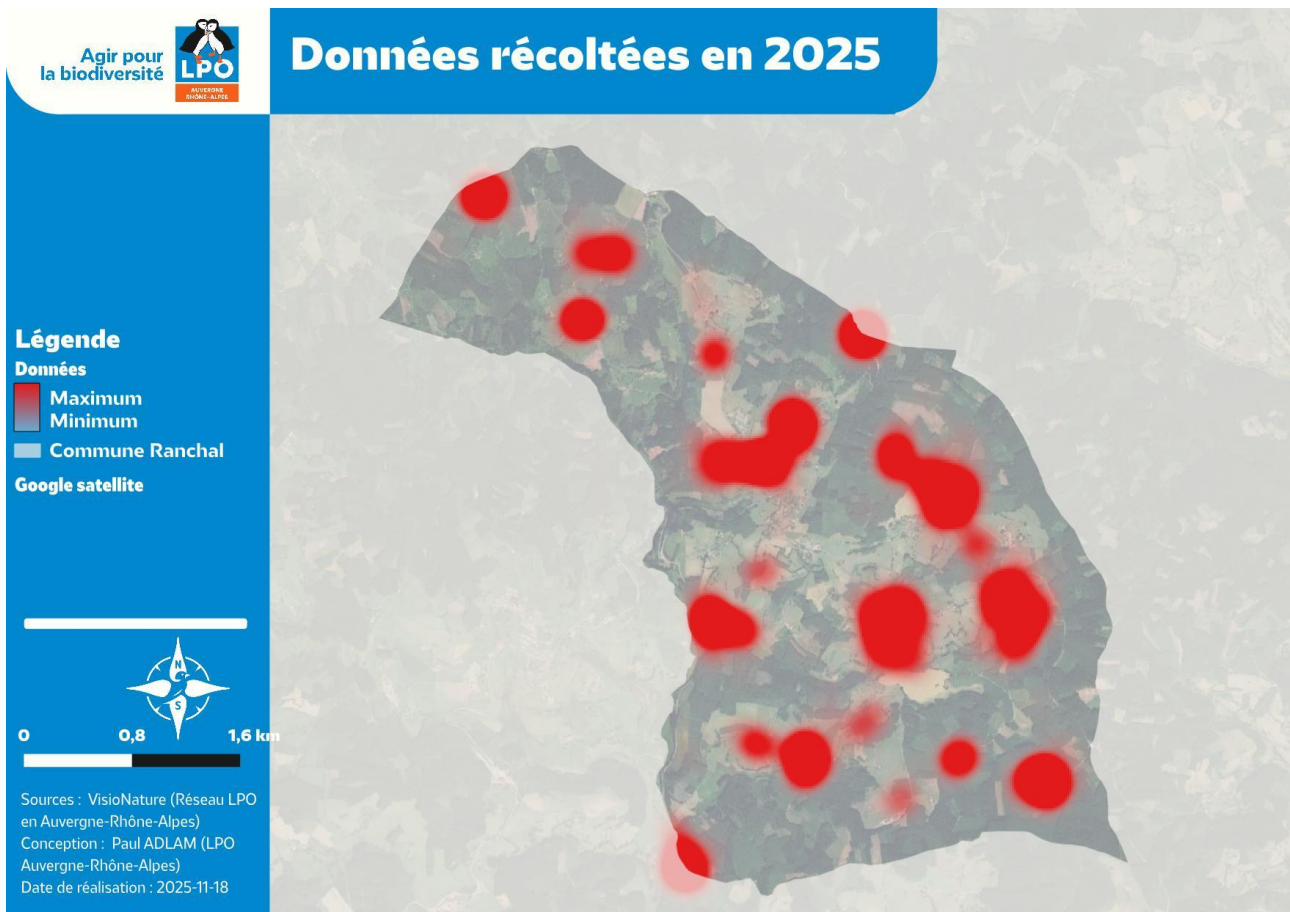 Agir pour
la biodiversité
LPO
AUVERGNE
RHÔNE-ALPES
Données récoltées en 2025
Légende
Données
Maximum
Minimum
Commune Ranchal
Google satellite
N
S
0 0,8 1,6 km
Sources : VisioNature (Réseau LPO
en Auvergne-Rhône-Alpes)
Conception : Paul ADLAM (LPO
Auvergne-Rhône-Alpes)
Date de réalisation : 2025-11-18